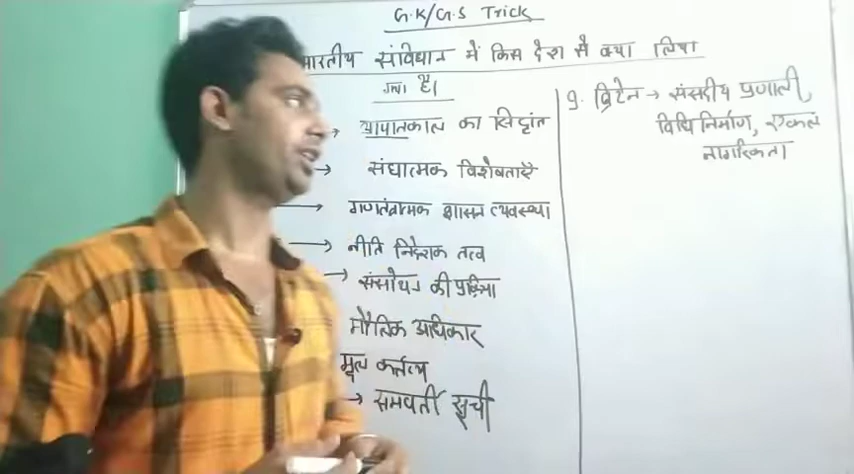 G.K/G.S Trick
भारतीय संविधान में किस देश से क्या लिया
गया है।
→ आपातकाल का सिद्धांत
→ संघात्मक विशेषताएँ
→ गणतंत्रात्मक शासन व्यवस्था
→ नीति निदेशक तत्व
→ संसोधन की प्रक्रिया
मौलिक अधिकार
मूल कर्तव्य
→ समवर्ती सूची
9. ब्रिटेन → संसदीय प्रणाली,
विधि निर्माण, एकल
नागरिकता